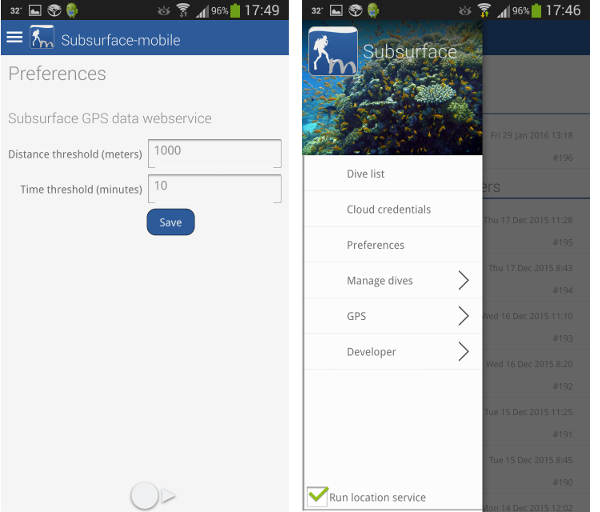 32° 96% 17:49
Subsurface-mobile
Preferences
Subsurface GPS data webservice
Distance threshold (meters) 1000
Time threshold (minutes) 10
Save
32° 96% 17:46
Subsurface
Dive list
Cloud credentials
Preferences
Manage dives
GPS
Developer
Run location service
Fri 29 Jan 2016 13:18
#196
ers
Thu 17 Dec 2015 11:28
#195
Thu 17 Dec 2015 8:43
#194
Wed 16 Dec 2015 11:10
#193
Wed 16 Dec 2015 8:20
#192
Tue 15 Dec 2015 11:25
#191
Tue 15 Dec 2015 8:45
#190
Mon 14 Dec 2015 12:02